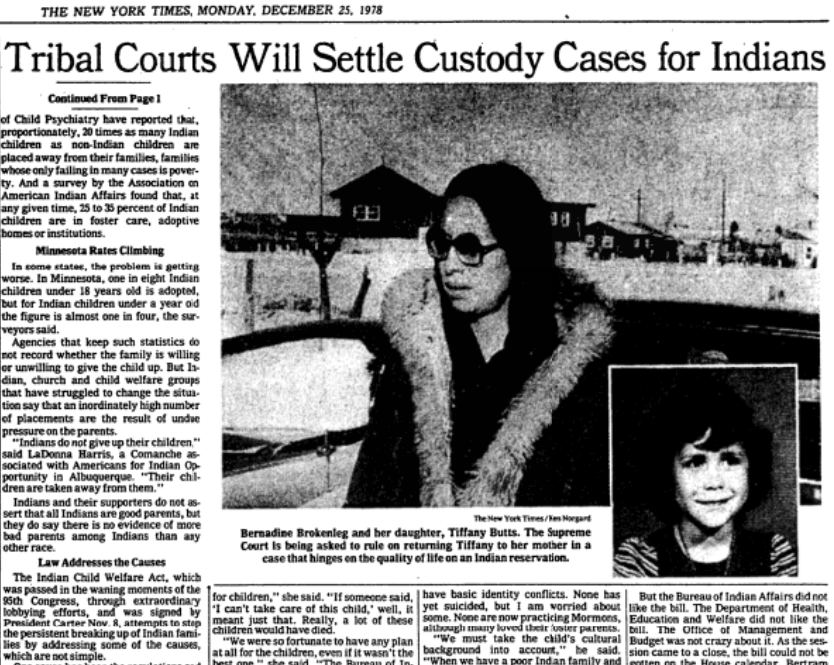 THE NEW YORK TIMES, MONDAY, DECEMBER 25, 1978
Tribal Courts Will Settle Custody Cases for Indians
Continued From Page 1
of Child Psychiatry have reported that,
proportionately, 20 times as many Indian
children as non-Indian children are
placed away from their families, families
whose only failing in many cases is pover-
ty. And a survey by the Association on
American Indian Affairs found that, at
any given time, 25 to 35 percent of Indian
children are in foster care, adoptive
homes or institutions.
Minnesota Rates Climbing
In some states, the problem is getting
worse. In Minnesota, one in eight Indian
children under 18 years old is adopted,
but for Indian children under a year old
the figure is almost one in four, the sur-
veyors said.
Agencies that keep such statistics do
not record whether the family is willing
or unwilling to give the child up. But In-
dian, church and child welfare groups
that have struggled to change the situa-
tion say that an inordinately high number
of placements are the result of undue
pressure on the parents.
"Indians do not give up their children,"
said LaDonna Harris, a Comanche as-
sociated with Americans for Indian Op-
portunity in Albuquerque. "Their chil-
dren are taken away from them."
Indians and their supporters do not as-
sert that all Indians are good parents, but
they do say there is no evidence of more
bad parents among Indians than any
other race.
Law Addresses the Causes
The Indian Child Welfare Act, which
was passed in the waning moments of the
95th Congress, through extraordinary
lobbying efforts, and was signed by
President Carter Nov. 8, attempts to stop
the persistent breaking up of Indian fami-
lies by addressing some of the causes,
which are not simple.
The New York Times / Ken Norgard
Bernadine Brokenleg and her daughter, Tiffany Butts. The Supreme
Court is being asked to rule on returning Tiffany to her mother in a
case that hinges on the quality of life on an Indian reservation.
for children," she said. "If someone said,
'I can't take care of this child,' well, it
meant just that. Really, a lot of these
children would have died.
"We were so fortunate to have any plan
at all for the children, even if it wasn't the
best one," she said. "The Bureau of In-
have basic identity conflicts. None has
yet suicided, but I am worried about
some. None are now practicing Mormons,
although many loved their foster parents.
"We must take the child's cultural
background into account," he said.
"When we have a poor Indian family and
But the Bureau of Indian Affairs did not
like the bill. The Department of Health,
Education and Welfare did not like the
bill. The Office of Management and
Budget was not crazy about it. As the ses-
sion came to a close, the bill could not be
gotten on the House calendar.